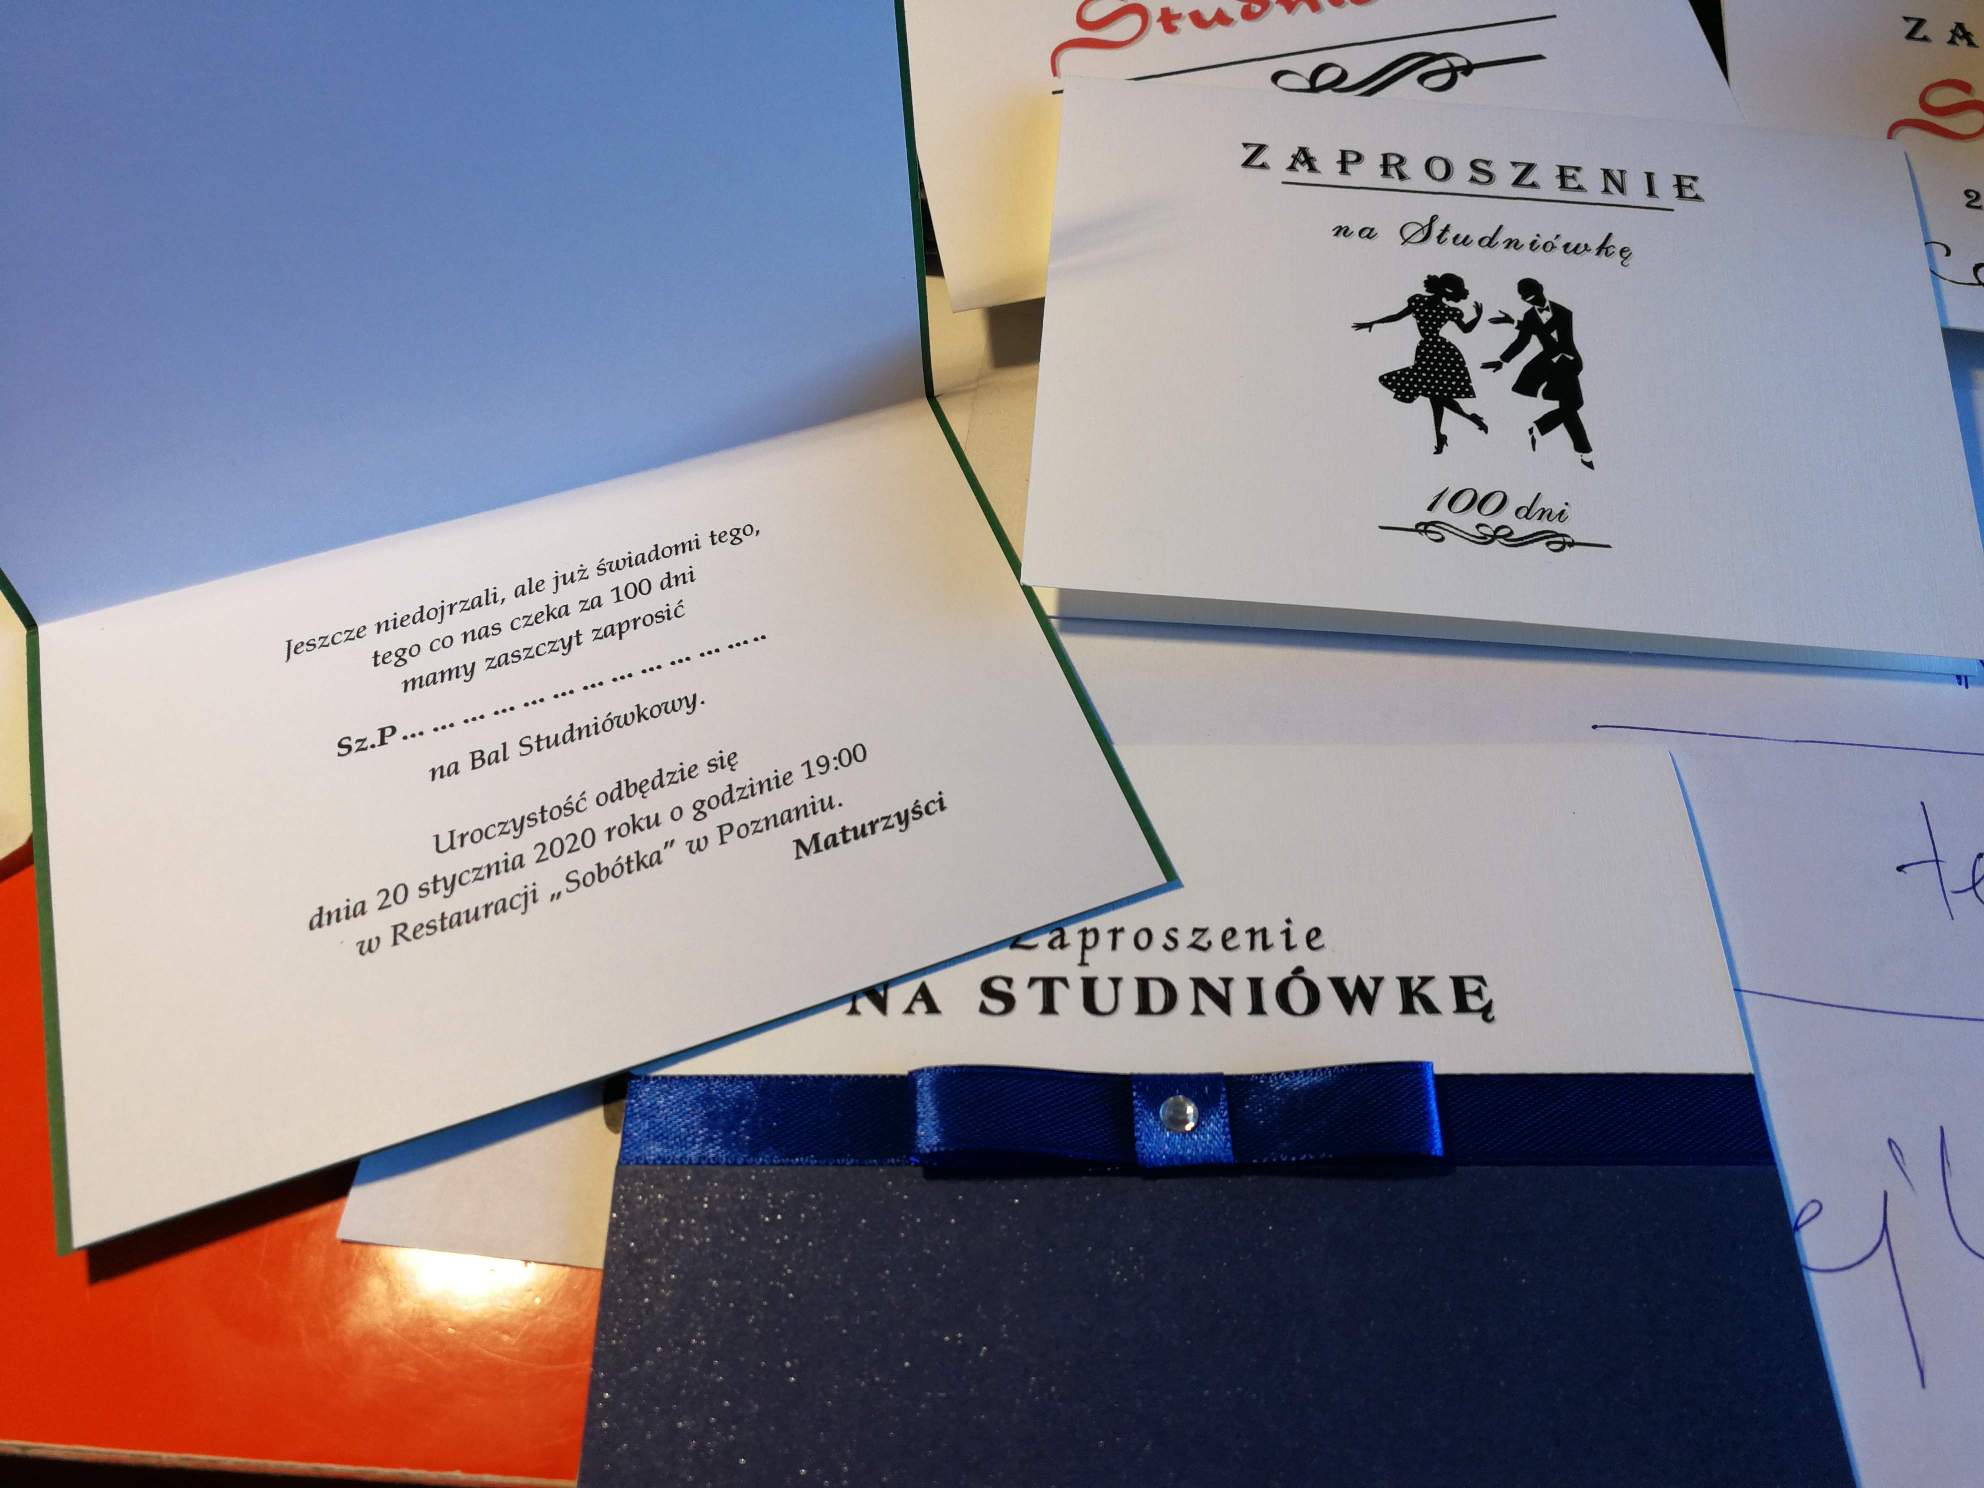 Jeszcze niedojrzali, ale już świadomi tego,
tego co nas czeka za 100 dni
mamy zaszczyt zaprosić
Sz.P... ... ... ... ... ... ... ... ... ... ... .. ..
na Bal Studniówkowy.
Uroczystość odbędzie się
dnia 20 stycznia 2020 roku o godzinie 19:00
w Restauracji „Sobótka” w Poznaniu.
Maturzyści
ZAPROSZENIE
na Studniówkę
100 dni
Zaproszenie
NA STUDNIÓWKĘ